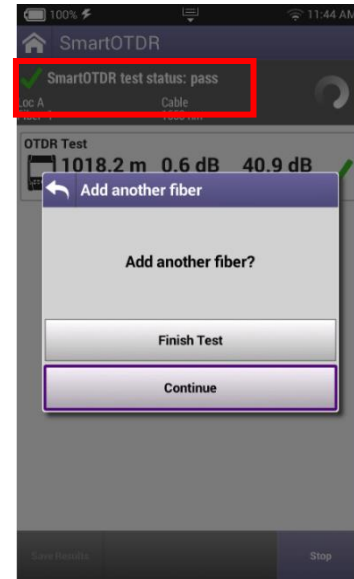 100% 11:44 AM
SmartOTDR
SmartOTDR test status: pass
Loc A Cable
OTDR Test
1018.2 m 0.6 dB 40.9 dB
Add another fiber
Add another fiber?
Finish Test
Continue
Save Results Stop